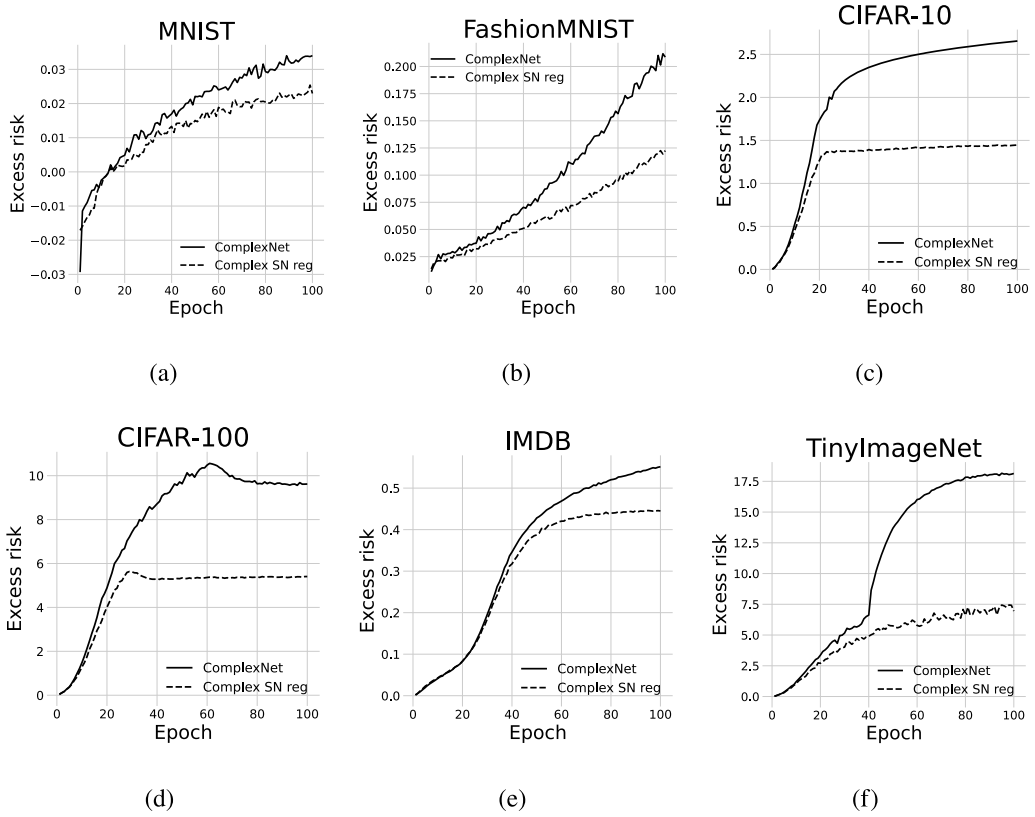 MNIST
0.03
0.02
0.01
0.00
−0.01
−0.02
−0.03
Excess risk
ComplexNet
Complex SN reg
0 20 40 60 80 100
Epoch
(a)
FashionMNIST
0.200
0.175
0.150
0.125
0.100
0.075
0.050
0.025
Excess risk
ComplexNet
Complex SN reg
0 20 40 60 80 100
Epoch
(b)
CIFAR-10
2.5
2.0
1.5
1.0
0.5
0.0
Excess risk
ComplexNet
Complex SN reg
0 20 40 60 80 100
Epoch
(c)
CIFAR-100
10
8
6
4
2
0
Excess risk
ComplexNet
Complex SN reg
0 20 40 60 80 100
Epoch
(d)
IMDB
0.5
0.4
0.3
0.2
0.1
0.0
Excess risk
ComplexNet
Complex SN reg
0 20 40 60 80 100
Epoch
(e)
TinyImageNet
17.5
15.0
12.5
10.0
7.5
5.0
2.5
0.0
Excess risk
ComplexNet
Complex SN reg
0 20 40 60 80 100
Epoch
(f)